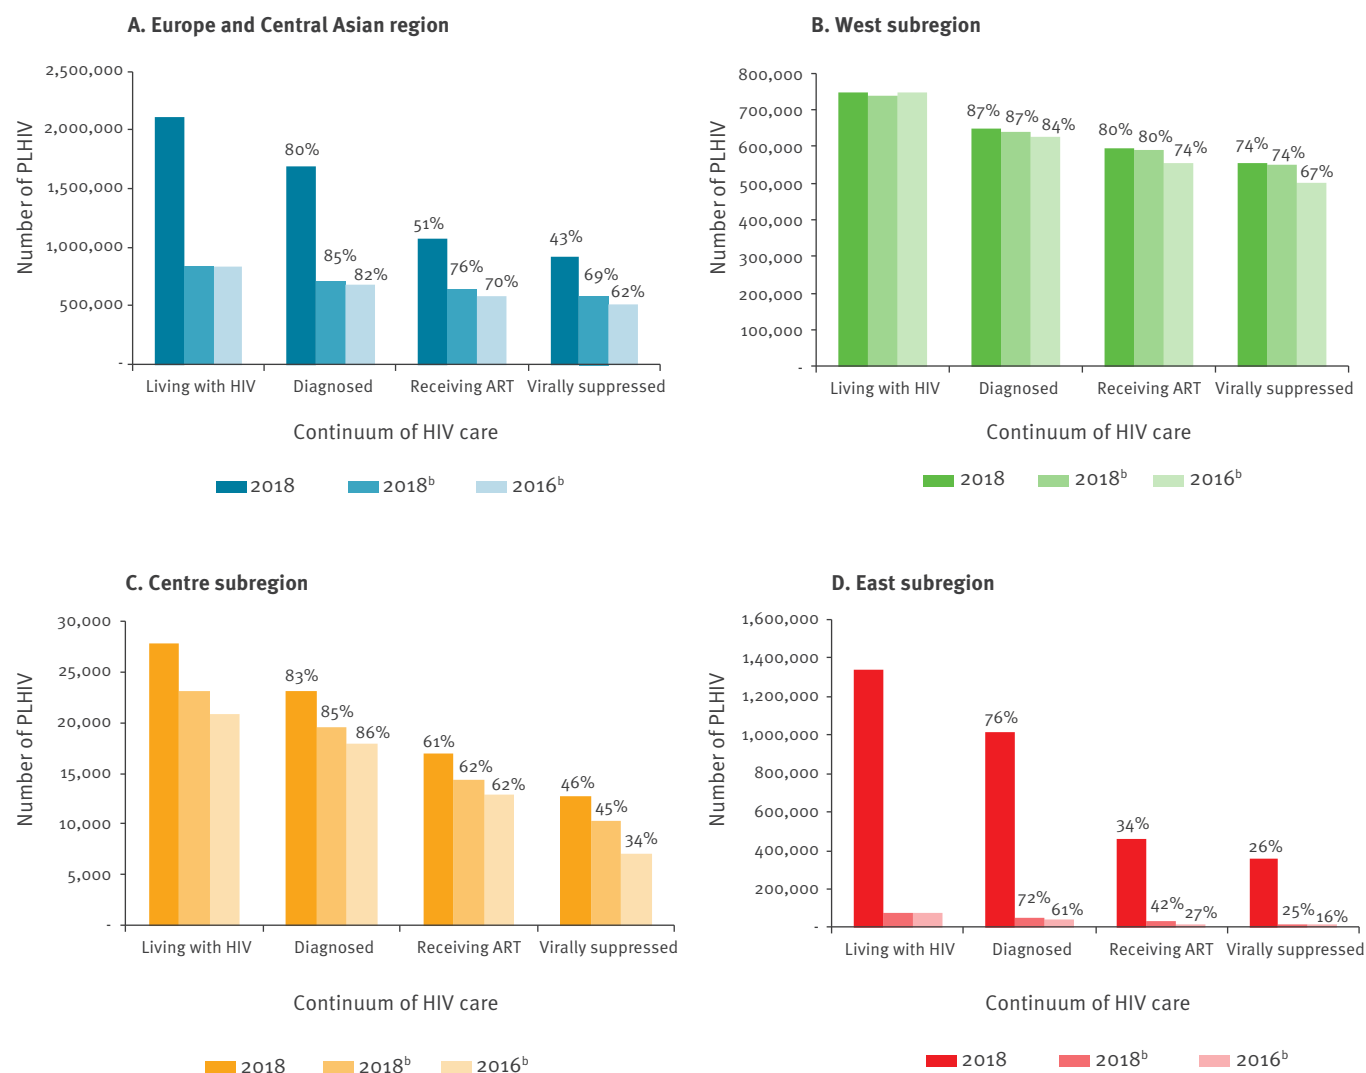 A. Europe and Central Asian region
Number of PLHIV
2,500,000
2,000,000
1,500,000
1,000,000
500,000
-
80%
85%
82%
51%
76%
70%
43%
69%
62%
Living with HIV
Diagnosed
Receiving ART
Virally suppressed
Continuum of HIV care
2018
2018ᵇ
2016ᵇ
B. West subregion
Number of PLHIV
800,000
700,000
600,000
500,000
400,000
300,000
200,000
100,000
-
87%
87%
84%
80%
80%
74%
74%
74%
67%
Living with HIV
Diagnosed
Receiving ART
Virally suppressed
Continuum of HIV care
2018
2018ᵇ
2016ᵇ
C. Centre subregion
Number of PLHIV
30,000
25,000
20,000
15,000
10,000
5,000
-
83%
85%
86%
61%
62%
62%
46%
45%
34%
Living with HIV
Diagnosed
Receiving ART
Virally suppressed
Continuum of HIV care
2018
2018ᵇ
2016ᵇ
D. East subregion
Number of PLHIV
1,600,000
1,400,000
1,200,000
1,000,000
800,000
600,000
400,000
200,000
-
76%
72%
61%
34%
42%
27%
26%
25%
16%
Living with HIV
Diagnosed
Receiving ART
Virally suppressed
Continuum of HIV care
2018
2018ᵇ
2016ᵇ